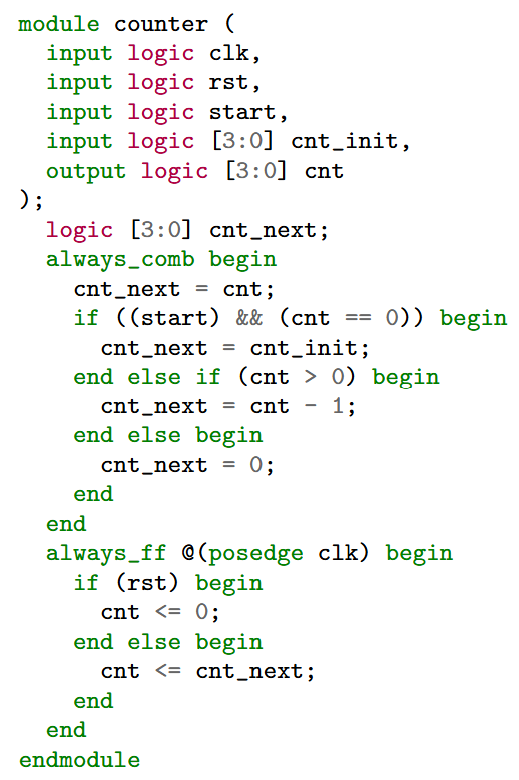 module counter (
  input logic clk,
  input logic rst,
  input logic start,
  input logic [3:0] cnt_init,
  output logic [3:0] cnt
);
  logic [3:0] cnt_next;
  always_comb begin
    cnt_next = cnt;
    if ((start) && (cnt == 0)) begin
      cnt_next = cnt_init;
    end else if (cnt > 0) begin
      cnt_next = cnt - 1;
    end else begin
      cnt_next = 0;
    end
  end
  always_ff @(posedge clk) begin
    if (rst) begin
      cnt <= 0;
    end else begin
      cnt <= cnt_next;
    end
  end
endmodule